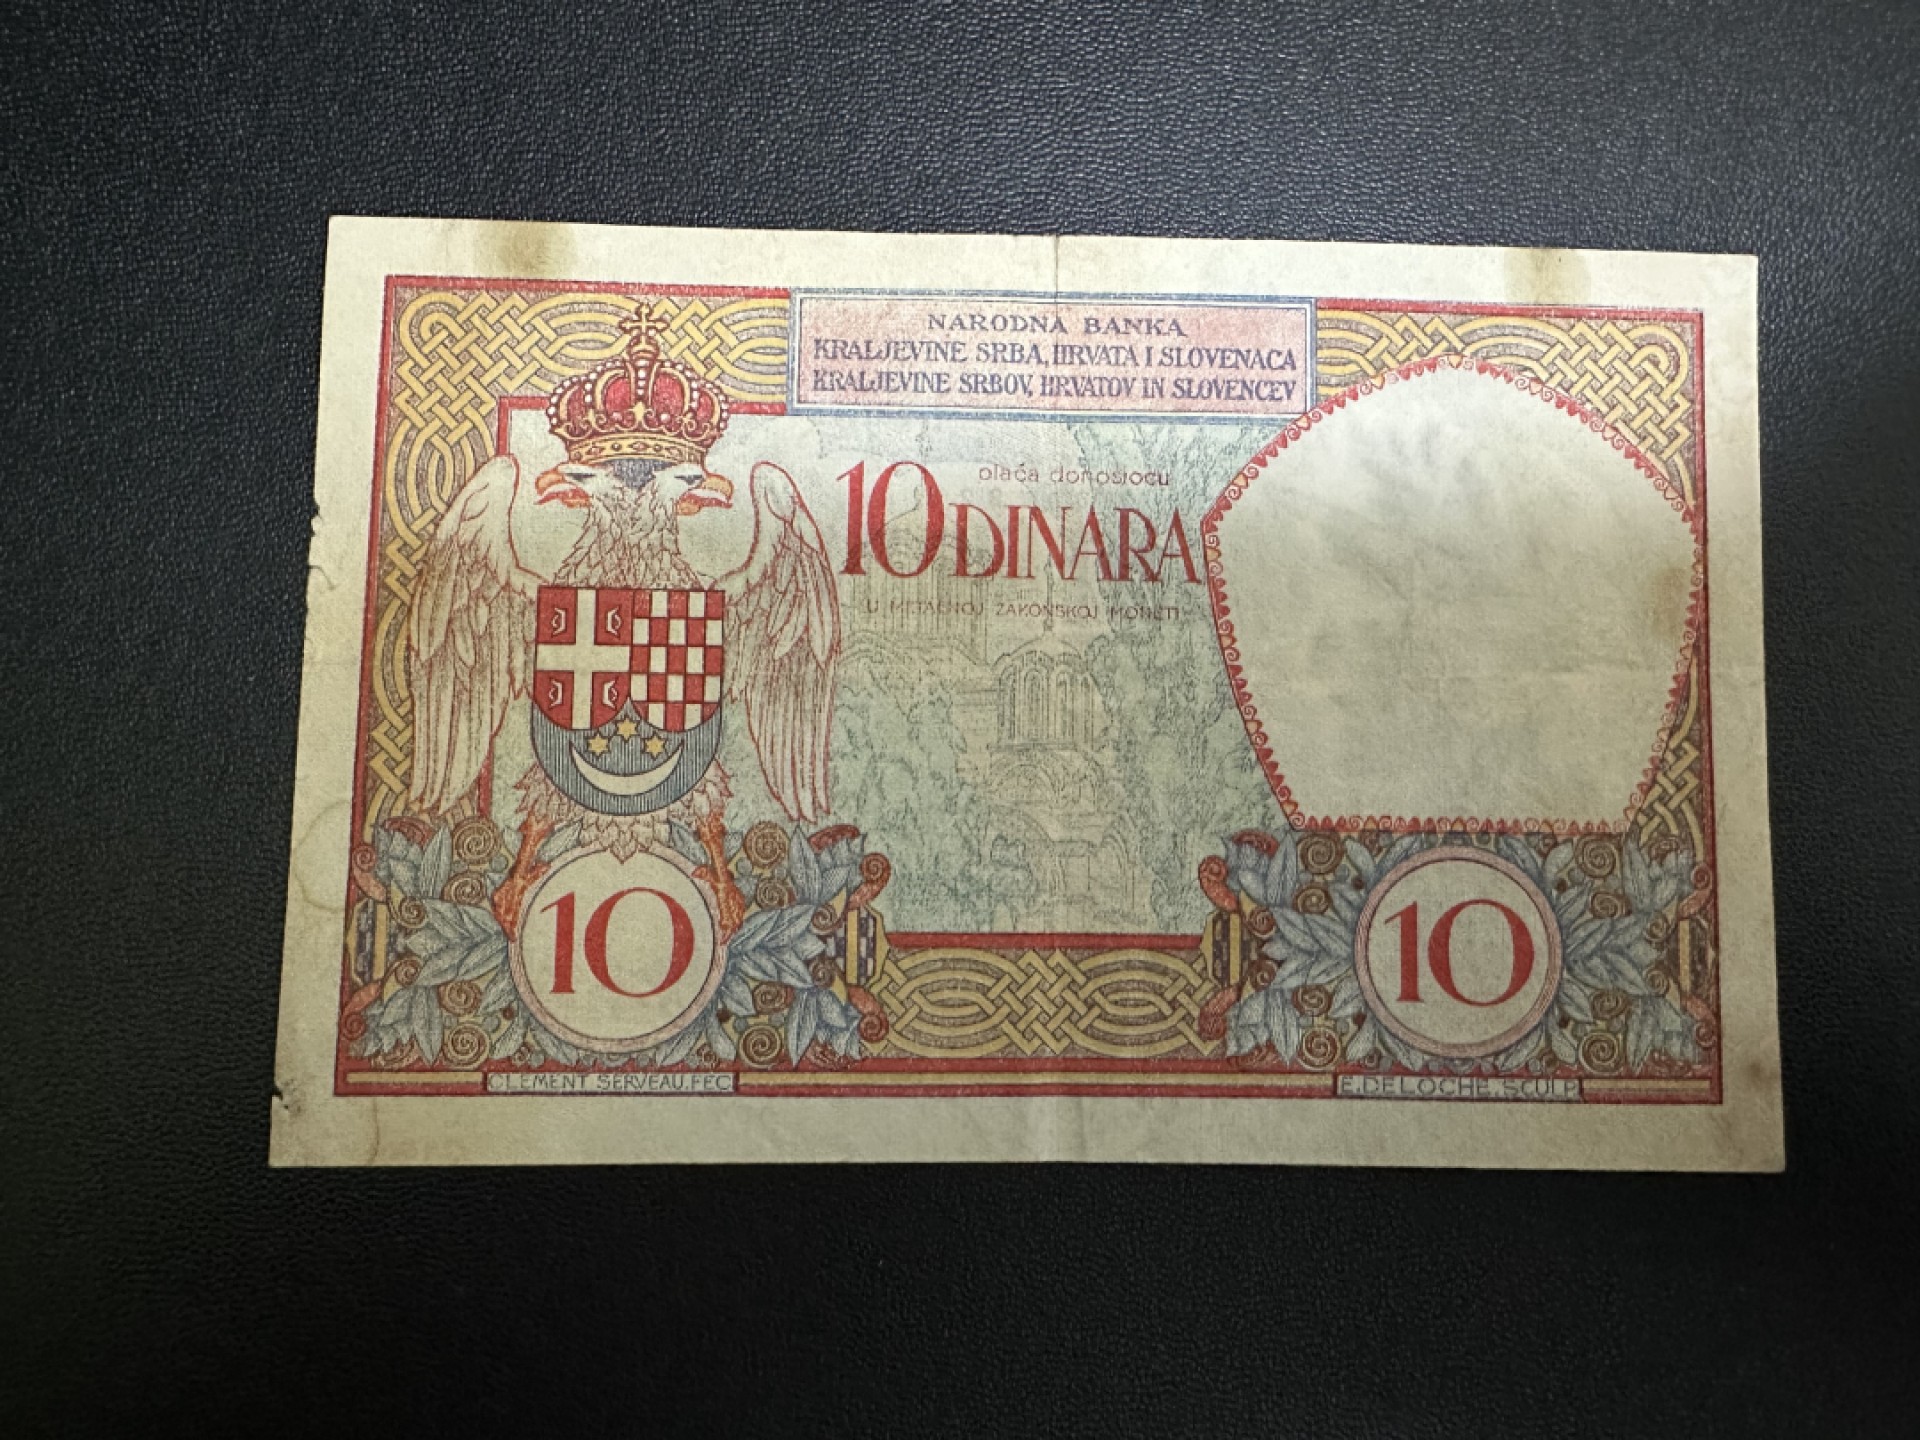 NARODNA BANKA
KRALJEVINE SRBA, HRVATA I SLOVENACA
KRALJEVINE SRBOV, HRVATOV IN SLOVENCEV
plaća donosiocu
10 DINARA
U METALNOJ ZAKONSKOJ MONETI
10
10
CLEMENT SERVEAU. FEC.
E. DELOCHE. SCULP.